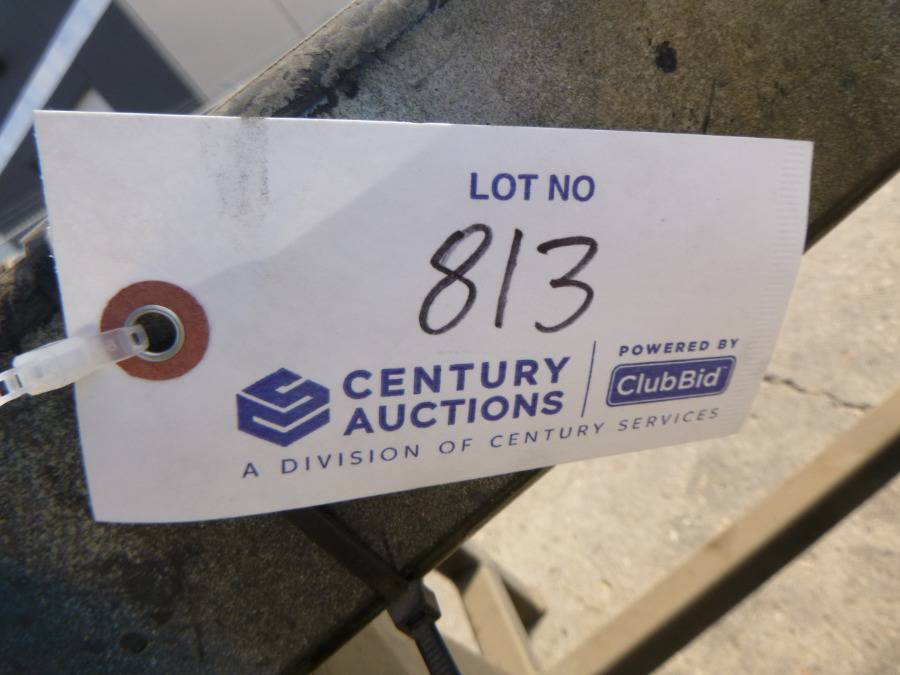 LOT NO
813
CENTURY
AUCTIONS
POWERED BY
ClubBid
A DIVISION OF CENTURY SERVICES